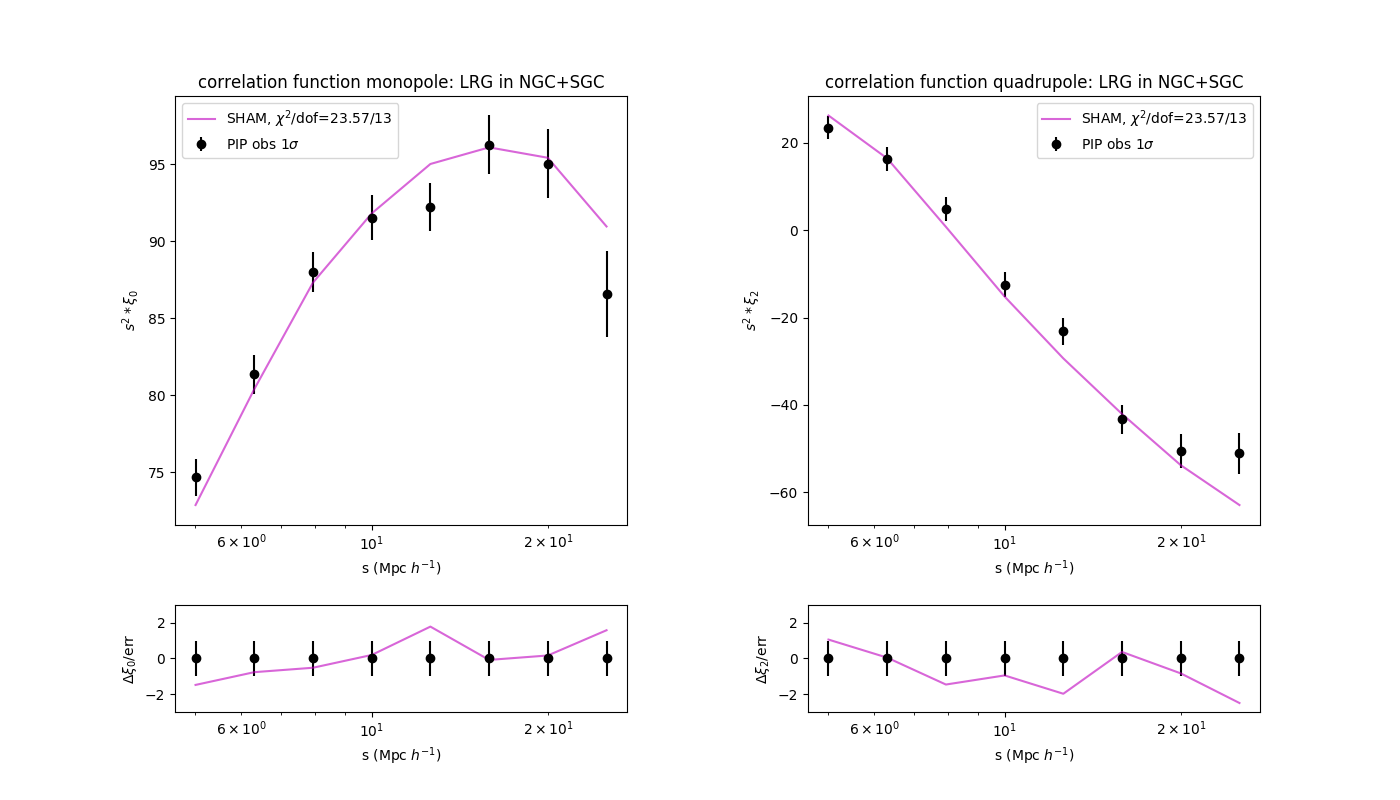 correlation function monopole: LRG in NGC+SGC
SHAM, χ²/dof=23.57/13
PIP obs 1σ
95
90
85
80
75
s² * ξ₀
6 × 10⁰
10¹
2 × 10¹
s (Mpc h⁻¹)
2
0
−2
Δξ₀/err
6 × 10⁰
10¹
2 × 10¹
s (Mpc h⁻¹)
correlation function quadrupole: LRG in NGC+SGC
SHAM, χ²/dof=23.57/13
PIP obs 1σ
20
0
−20
−40
−60
s² * ξ₂
6 × 10⁰
10¹
2 × 10¹
s (Mpc h⁻¹)
2
0
−2
Δξ₂/err
6 × 10⁰
10¹
2 × 10¹
s (Mpc h⁻¹)